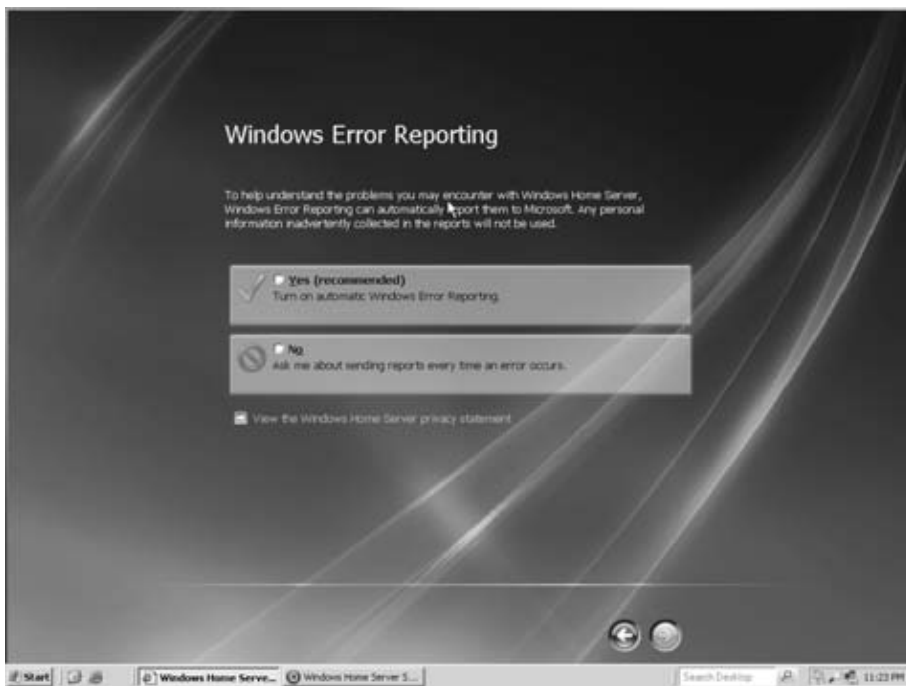 Windows Error Reporting
To help understand the problems you may encounter with Windows Home Server,
Windows Error Reporting can automatically report them to Microsoft. Any personal
information inadvertently collected in the reports will not be used.
Yes (recommended)
Turn on automatic Windows Error Reporting.
No
Ask me about sending reports every time an error occurs.
View the Windows Home Server privacy statement
Start
Windows Home Serve...
Windows Home Server S...
Search Desktop
11:23 PM